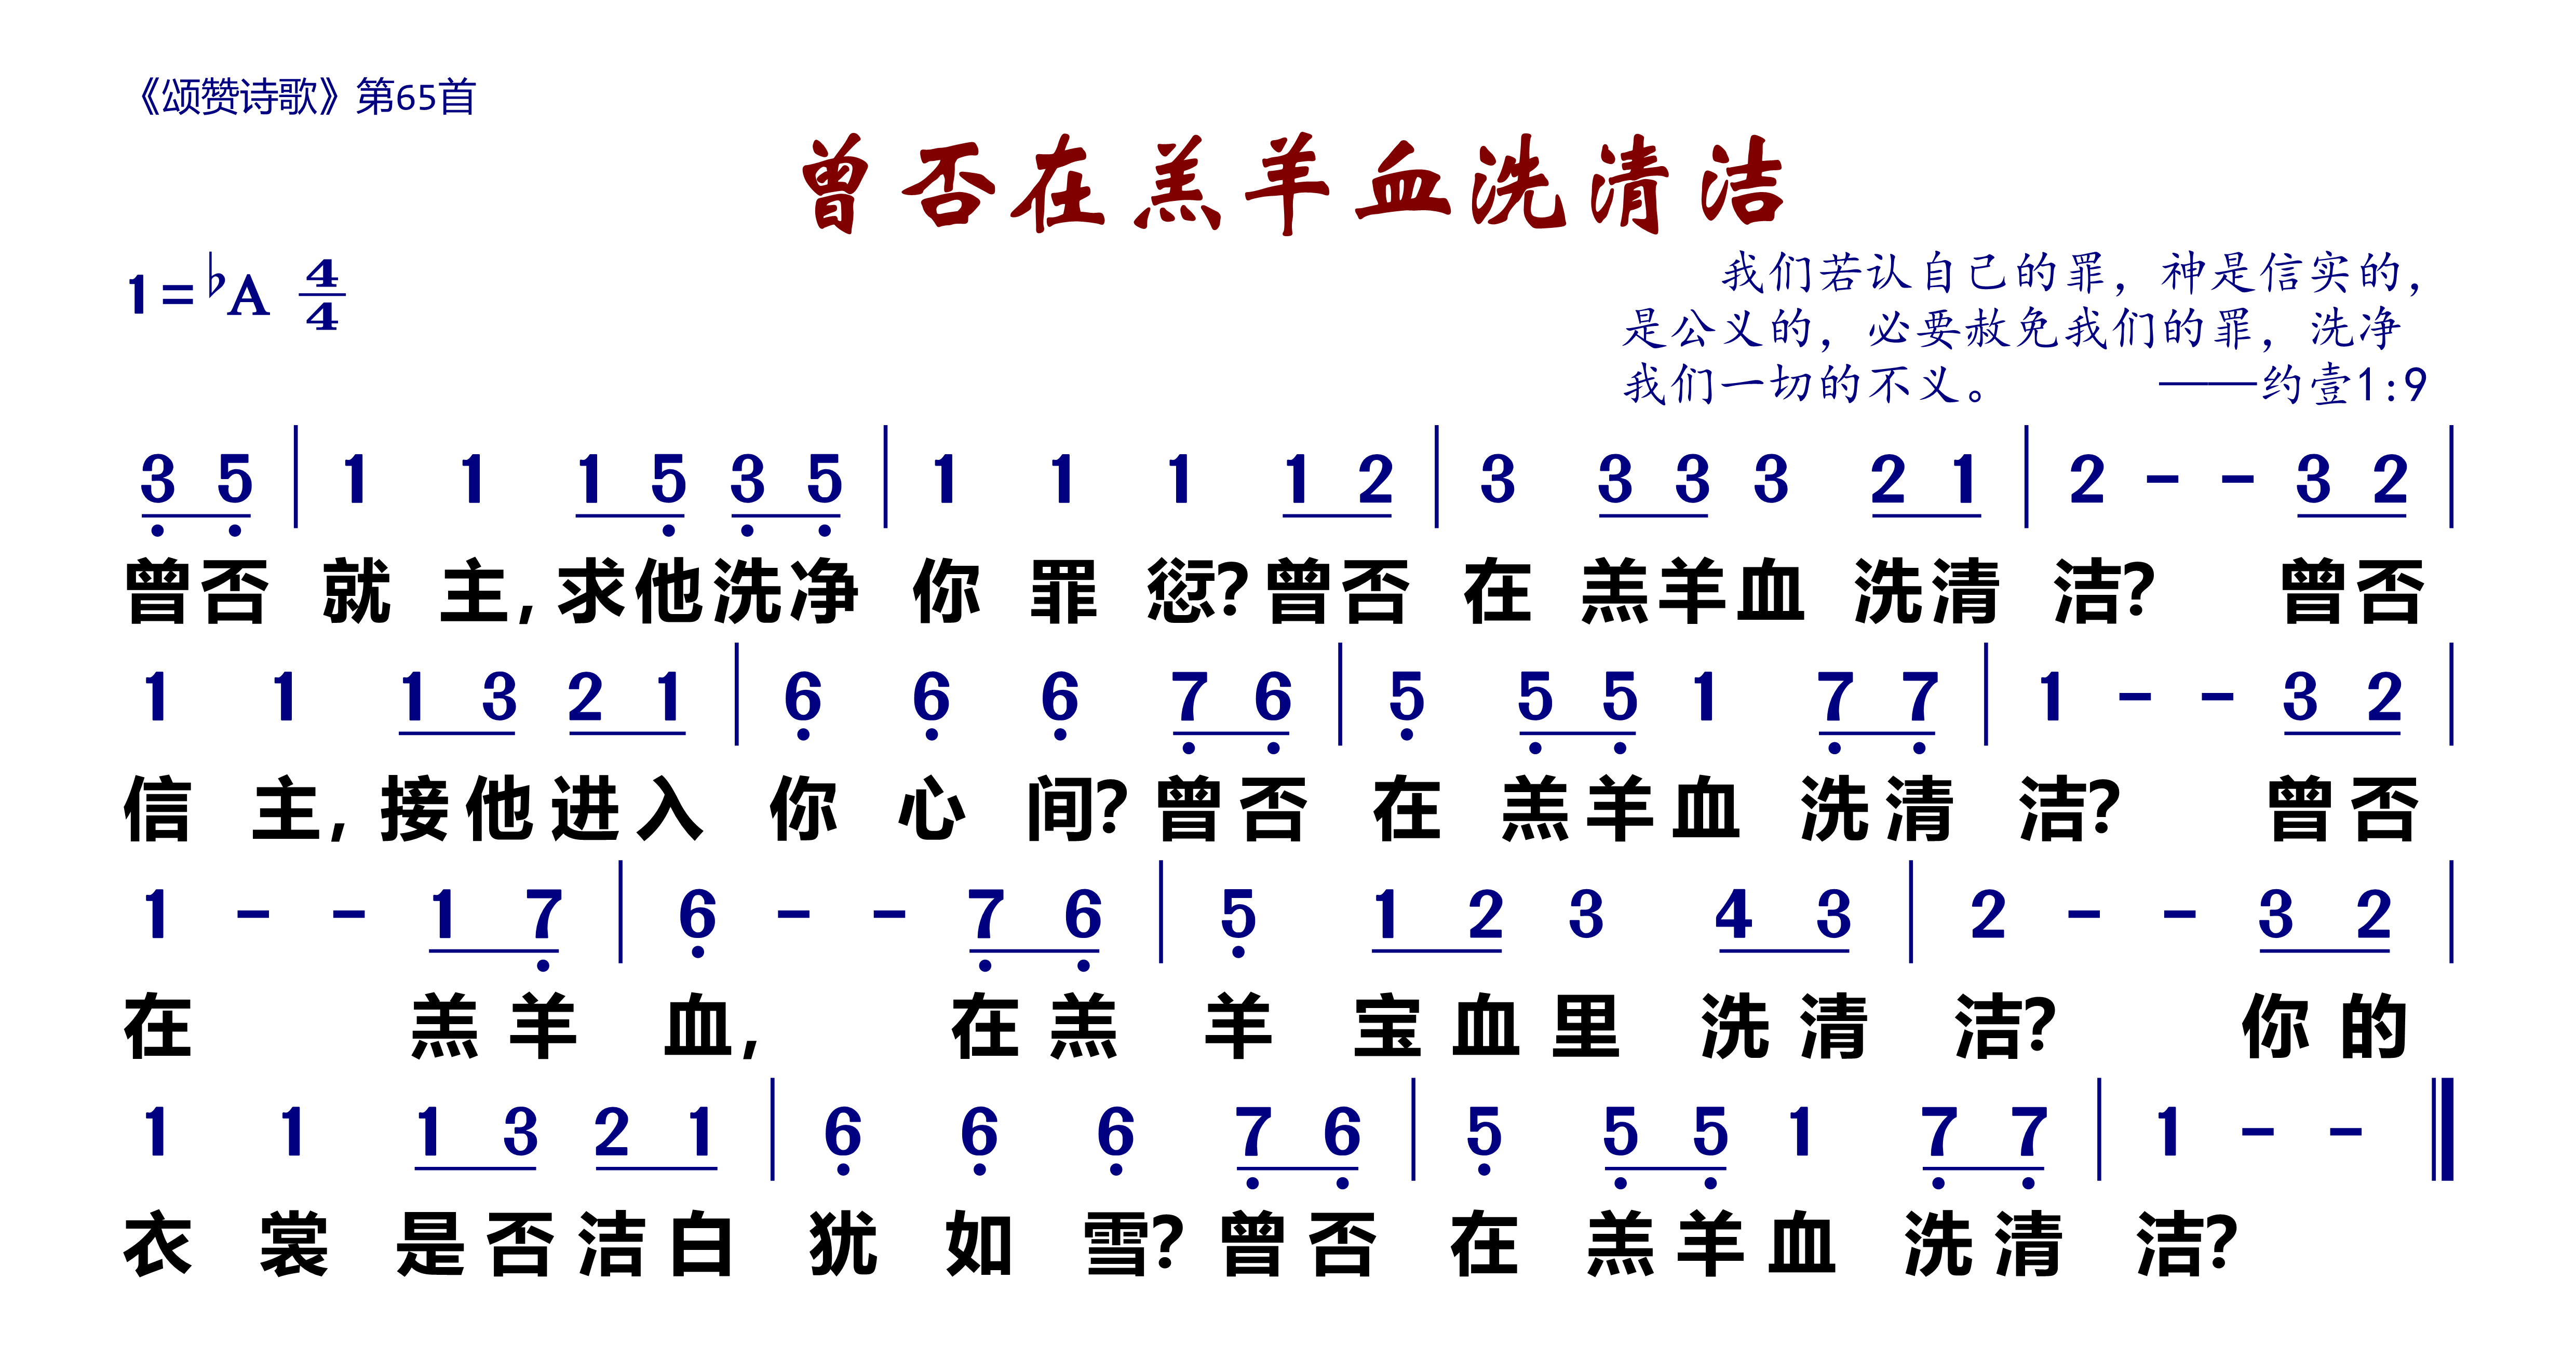 《颂赞诗歌》第65首
曾否在羔羊血洗清洁
1=♭A 4/4
我们若认自己的罪，神是信实的，
是公义的，必要赦免我们的罪，洗净
我们一切的不义。 ——约壹1:9
3̣ 5̣ | 1 1 1 5̣ 3̣ 5̣ | 1 1 1 1 2 | 3 3 3 3 2 1 | 2 - - 3 2 |
曾否 就 主, 求他洗净 你 罪 愆? 曾否 在 羔羊血 洗清 洁? 曾否
1 1 1 3 2 1 | 6̣ 6̣ 6̣ 7̣ 6̣ | 5̣ 5̣ 5̣ 1 7̣ 7̣ | 1 - - 3 2 |
信 主, 接他进入 你 心 间? 曾否 在 羔羊血 洗清 洁? 曾否
1 - - 1 7̣ | 6̣ - - 7̣ 6̣ | 5̣ 1 2 3 4 3 | 2 - - 3 2 |
在 羔羊 血, 在羔 羊 宝血里 洗清 洁? 你的
1 1 1 3 2 1 | 6̣ 6̣ 6̣ 7̣ 6̣ | 5̣ 5̣ 5̣ 1 7̣ 7̣ | 1 - - ‖
衣 裳 是否洁白 犹 如 雪? 曾否 在 羔羊血 洗清 洁?